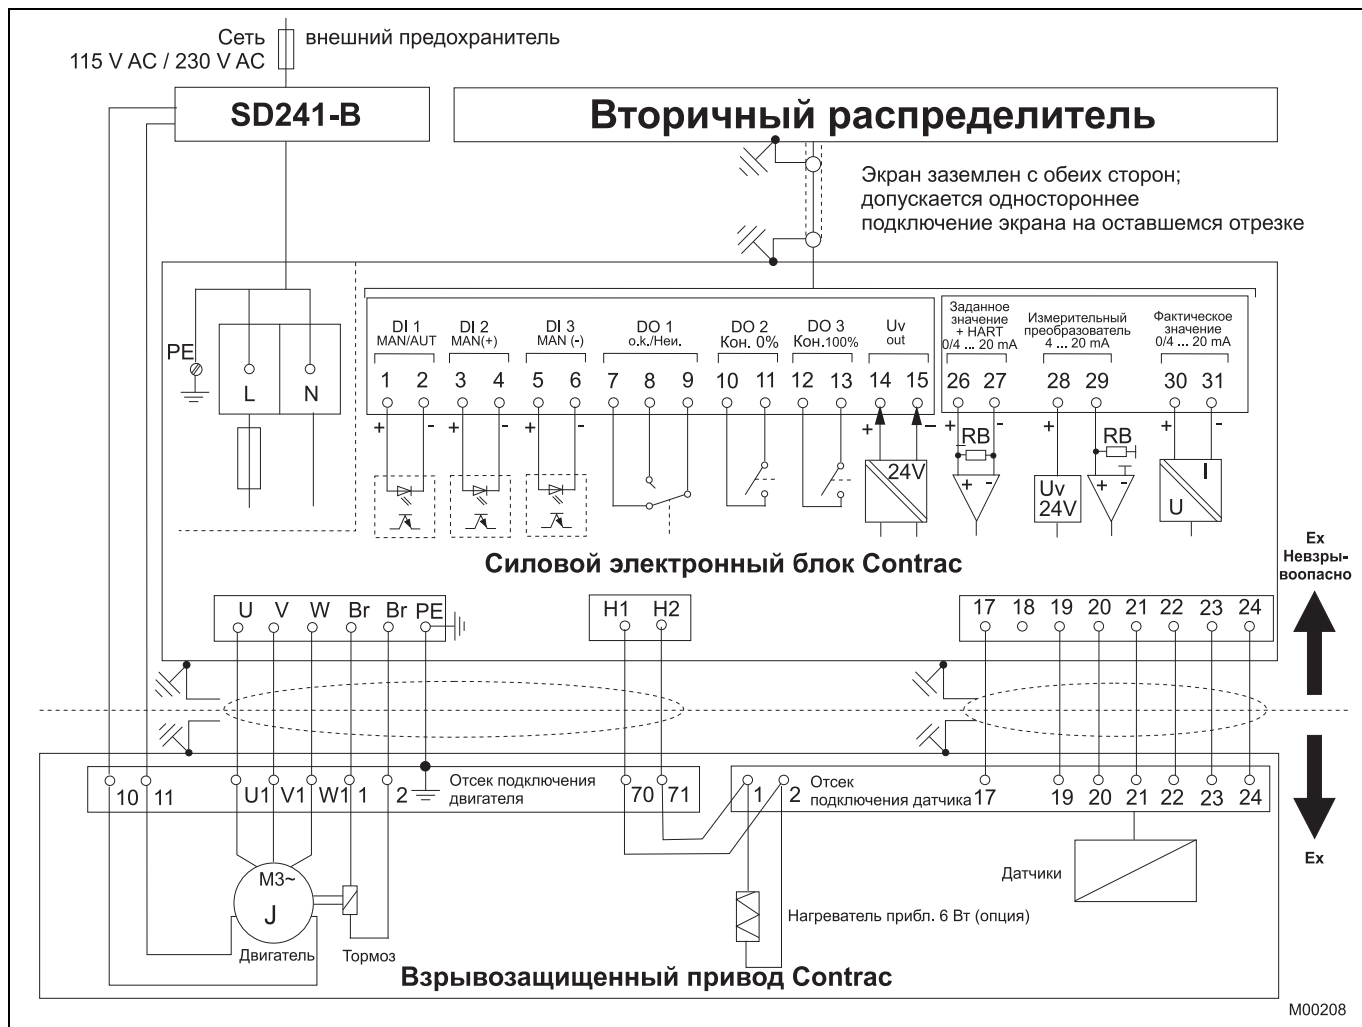 Сеть
115 V AC / 230 V AC
внешний предохранитель
SD241-B
Вторичный распределитель
Экран заземлен с обеих сторон;
допускается одностороннее
подключение экрана на оставшемся отрезке
PE
L
N
DI 1
MAN/AUT
DI 2
MAN(+)
DI 3
MAN (-)
DO 1
o.k./Неи.
DO 2
Кон. 0%
DO 3
Кон.100%
Uv
out
Заданное
значение
+ HART
0/4 ... 20 mA
Измерительный
преобразователь
4 ... 20 mA
Фактическое
значение
0/4 ... 20 mA
1 2 3 4 5 6 7 8 9 10 11 12 13 14 15 26 27 28 29 30 31
+ - + - + - + - + - + + -
RB
RB
24V
+ -
Uv
24V
+ -
I
U
Силовой электронный блок Contrac
Ex
Невзры-
воопасно
U V W Br Br PE
H1 H2
17 18 19 20 21 22 23 24
10 11 U1 V1 W1 1 2
Отсек подключения
двигателя
70 71
1 2
Отсек
подключения датчика
17 19 20 21 22 23 24
Ex
M3~
J
Двигатель
Тормоз
Нагреватель прибл. 6 Вт (опция)
Датчики
Взрывозащищенный привод Contrac
M00208